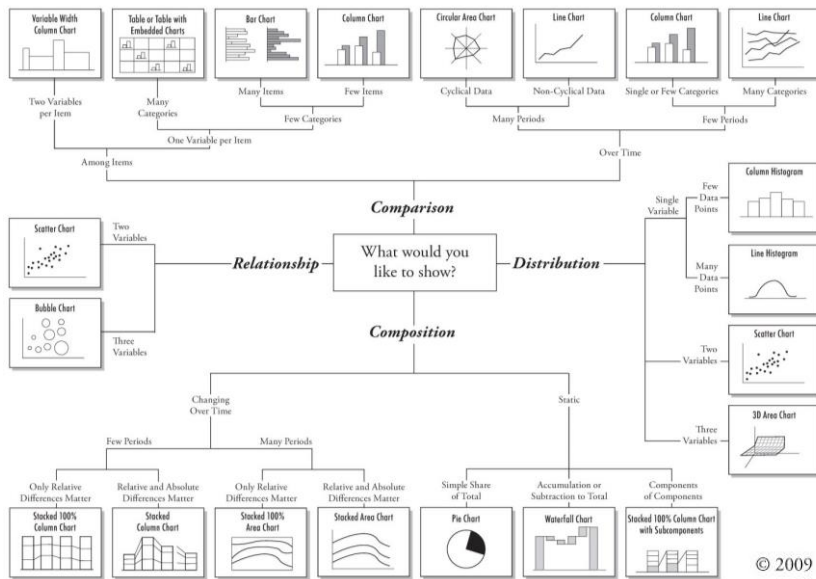 Variable Width
Column Chart
Table or Table with
Embedded Charts
Bar Chart
Column Chart
Circular Area Chart
Line Chart
Column Chart
Line Chart
Two Variables
per Item
Many
Categories
Many Items
Few Items
Cyclical Data
Non-Cyclical Data
Single or Few Categories
Many Categories
One Variable per Item
Few Categories
Many Periods
Few Periods
Among Items
Over Time
Comparison
What would you
like to show?
Relationship
Two
Variables
Scatter Chart
Three
Variables
Bubble Chart
Distribution
Single
Variable
Few
Data
Points
Column Histogram
Many
Data
Points
Line Histogram
Two
Variables
Scatter Chart
Three
Variables
3D Area Chart
Composition
Changing
Over Time
Static
Few Periods
Many Periods
Only Relative
Differences Matter
Relative and Absolute
Differences Matter
Only Relative
Differences Matter
Relative and Absolute
Differences Matter
Simple Share
of Total
Accumulation or
Subtraction to Total
Components
of Components
Stacked 100%
Column Chart
Stacked
Column Chart
Stacked 100%
Area Chart
Stacked Area Chart
Pie Chart
Waterfall Chart
Stacked 100% Column Chart
with Subcomponents
© 2009